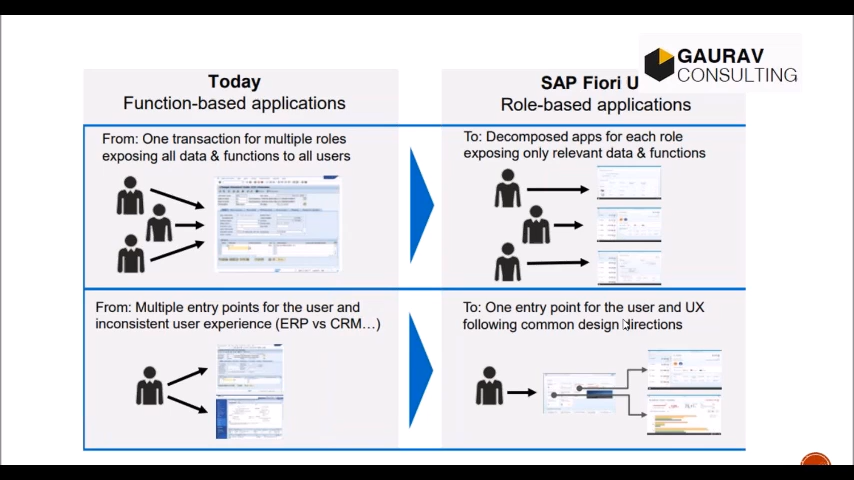 GAURAV
CONSULTING
Today
Function-based applications
SAP Fiori U
Role-based applications
From: One transaction for multiple roles
exposing all data & functions to all users
To: Decomposed apps for each role
exposing only relevant data & functions
From: Multiple entry points for the user and
inconsistent user experience (ERP vs CRM…)
To: One entry point for the user and UX
following common design directions